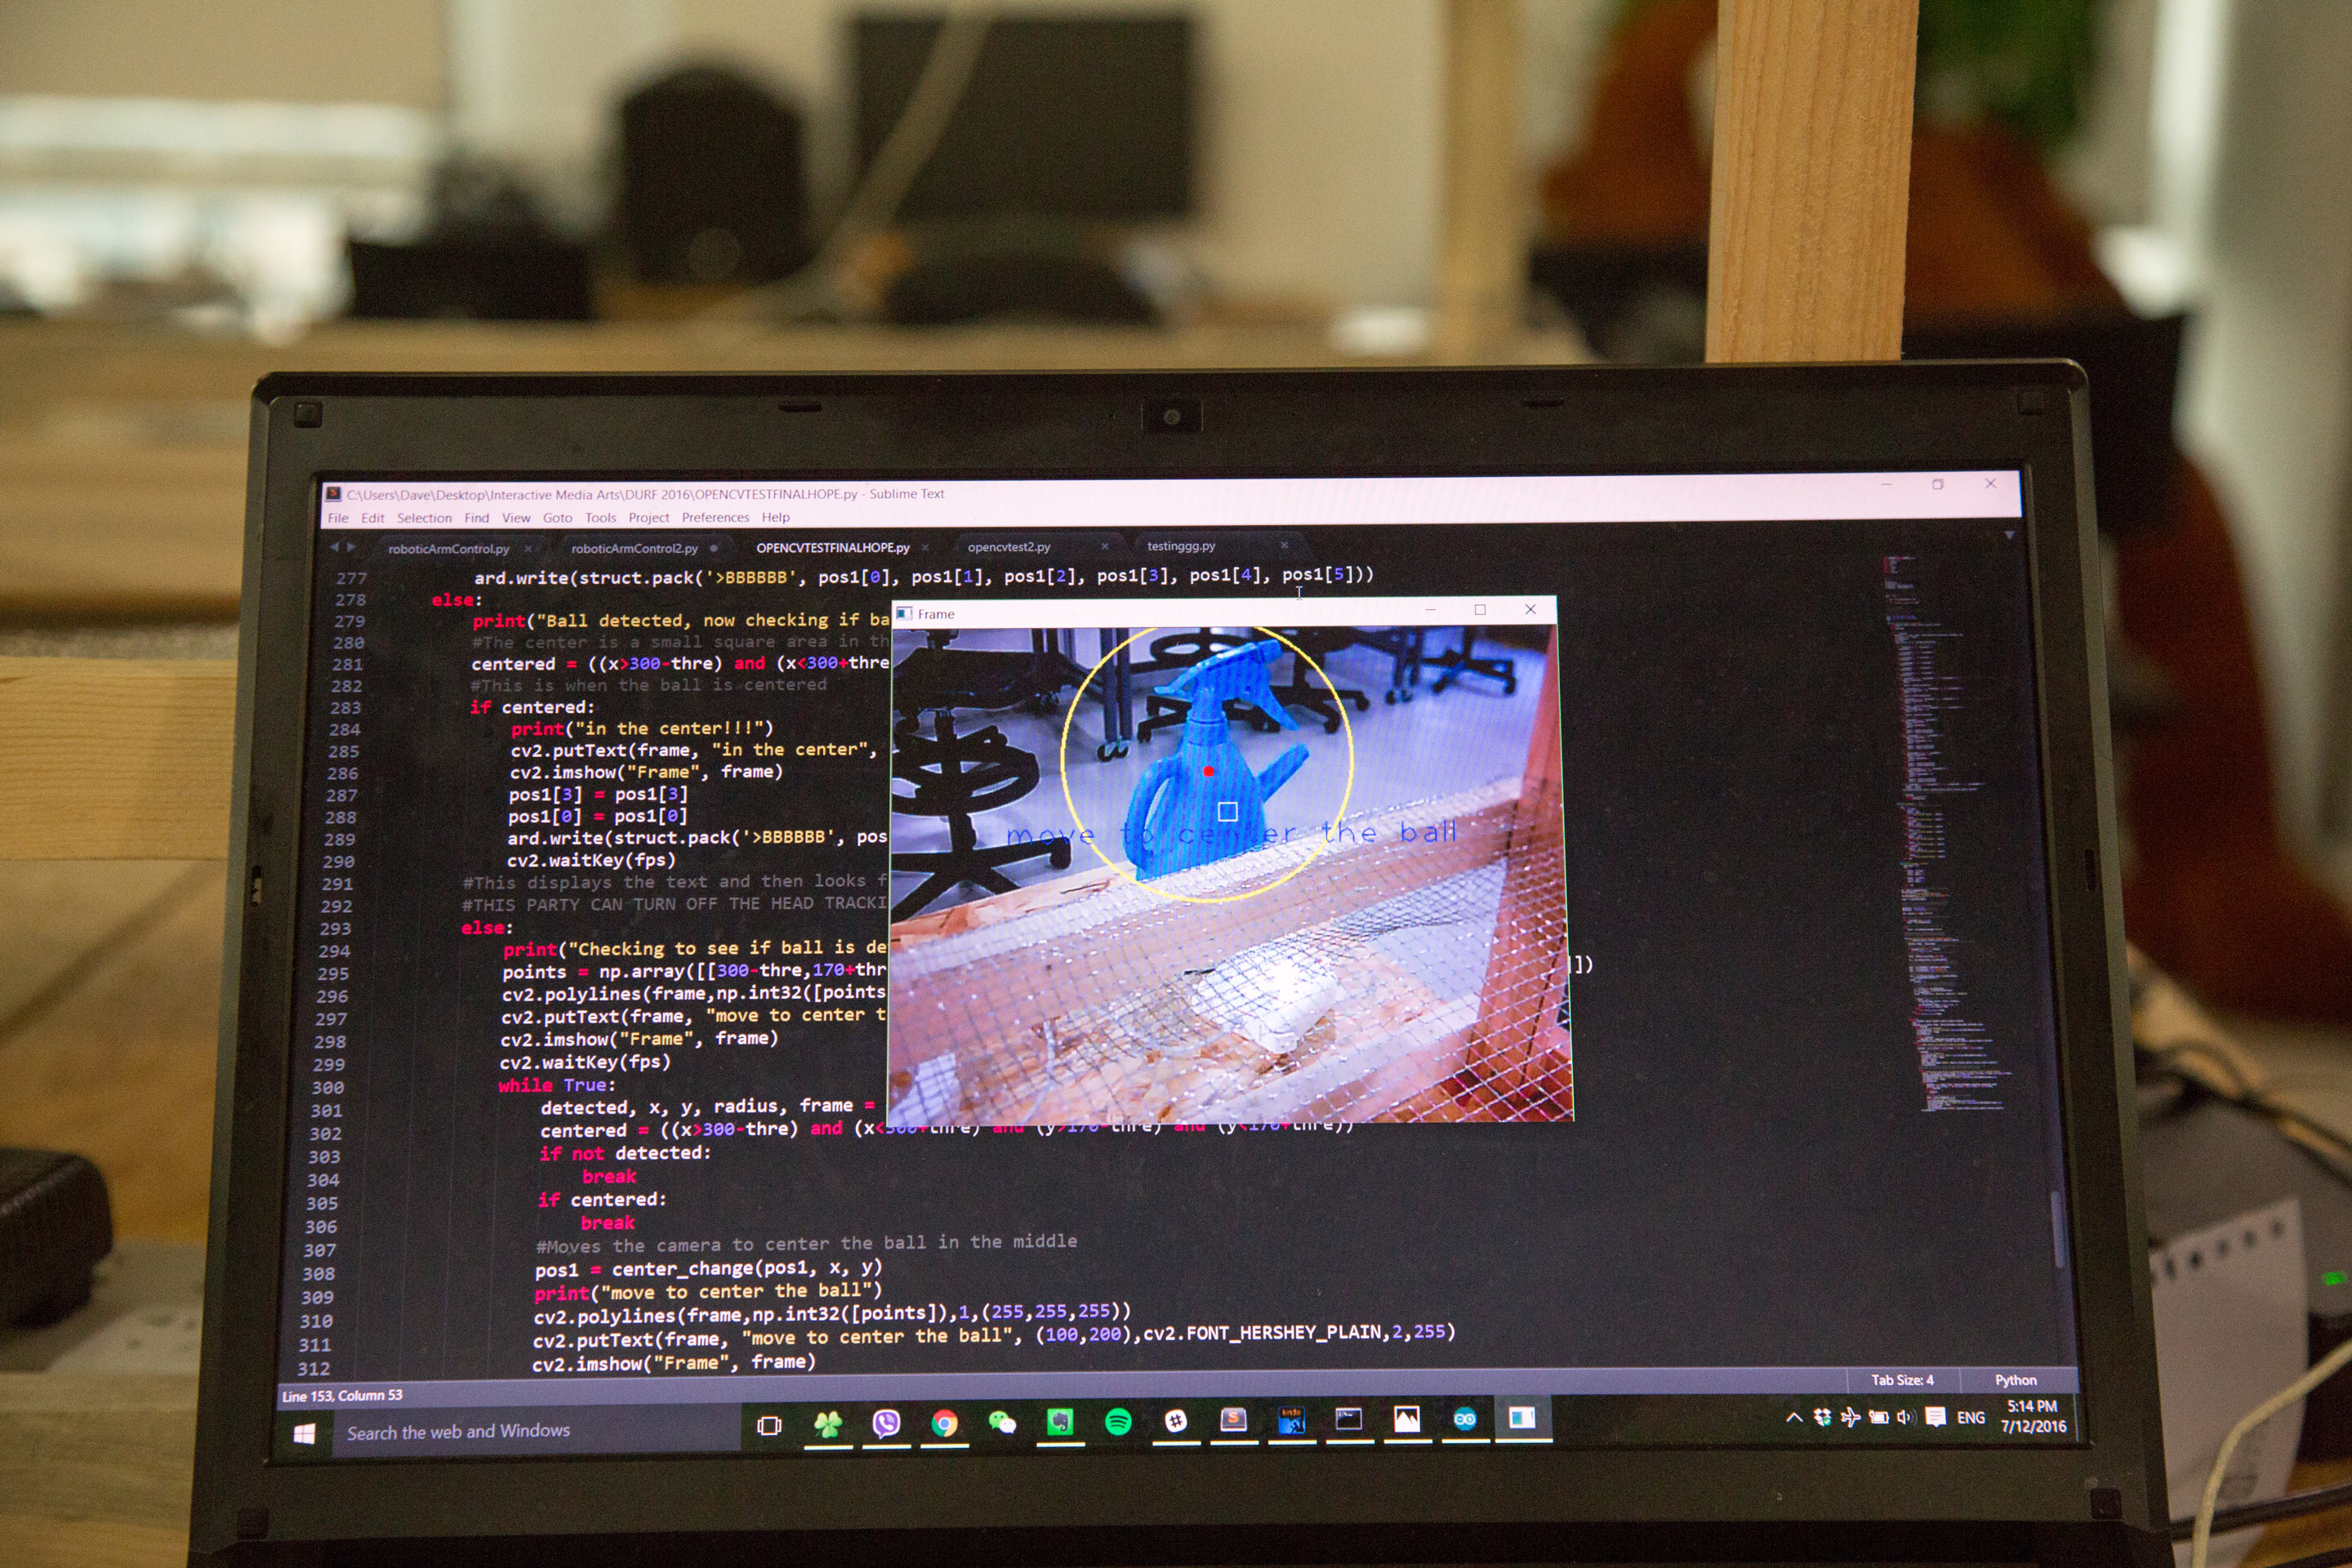 C:\Users\Dave\Desktop\Interactive Media Arts\DURF 2016\OPENCVTESTFINALHOPE.py - Sublime Text
File Edit Selection Find View Goto Tools Project Preferences Help
roboticArmControl.py roboticArmControl2.py OPENCVTESTFINALHOPE.py opencvtest2.py testinggg.py
277 ard.write(struct.pack('>BBBBBB', pos1[0], pos1[1], pos1[2], pos1[3], pos1[4], pos1[5]))
278 else:
279 print("Ball detected, now checking if ba
280 #The center is a small square area in th
281 centered = ((x>300-thre) and (x<300+thre
282 #This is when the ball is centered
283 if centered:
284 print("in the center!!!")
285 cv2.putText(frame, "in the center",
286 cv2.imshow("Frame", frame)
287 pos1[3] = pos1[3]
288 pos1[0] = pos1[0]
289 ard.write(struct.pack('>BBBBBB', pos
290 cv2.waitKey(fps)
291 #This displays the text and then looks f
292 #THIS PARTY CAN TURN OFF THE HEAD TRACKI
293 else:
294 print("Checking to see if ball is de
295 points = np.array([[300-thre,170+thr ]])
296 cv2.polylines(frame,np.int32([points
297 cv2.putText(frame, "move to center t
298 cv2.imshow("Frame", frame)
299 cv2.waitKey(fps)
300 while True:
301 detected, x, y, radius, frame =
302 centered = ((x>300-thre) and (x<300+thre) and (y>170-thre) and (y<170+thre))
303 if not detected:
304 break
305 if centered:
306 break
307 #Moves the camera to center the ball in the middle
308 pos1 = center_change(pos1, x, y)
309 print("move to center the ball")
310 cv2.polylines(frame,np.int32([points]),1,(255,255,255))
311 cv2.putText(frame, "move to center the ball", (100,200),cv2.FONT_HERSHEY_PLAIN,2,255)
312 cv2.imshow("Frame", frame)
Frame
move to center the ball
Line 153, Column 53 Tab Size: 4 Python
Search the web and Windows
kindle
ENG
5:14 PM
7/12/2016